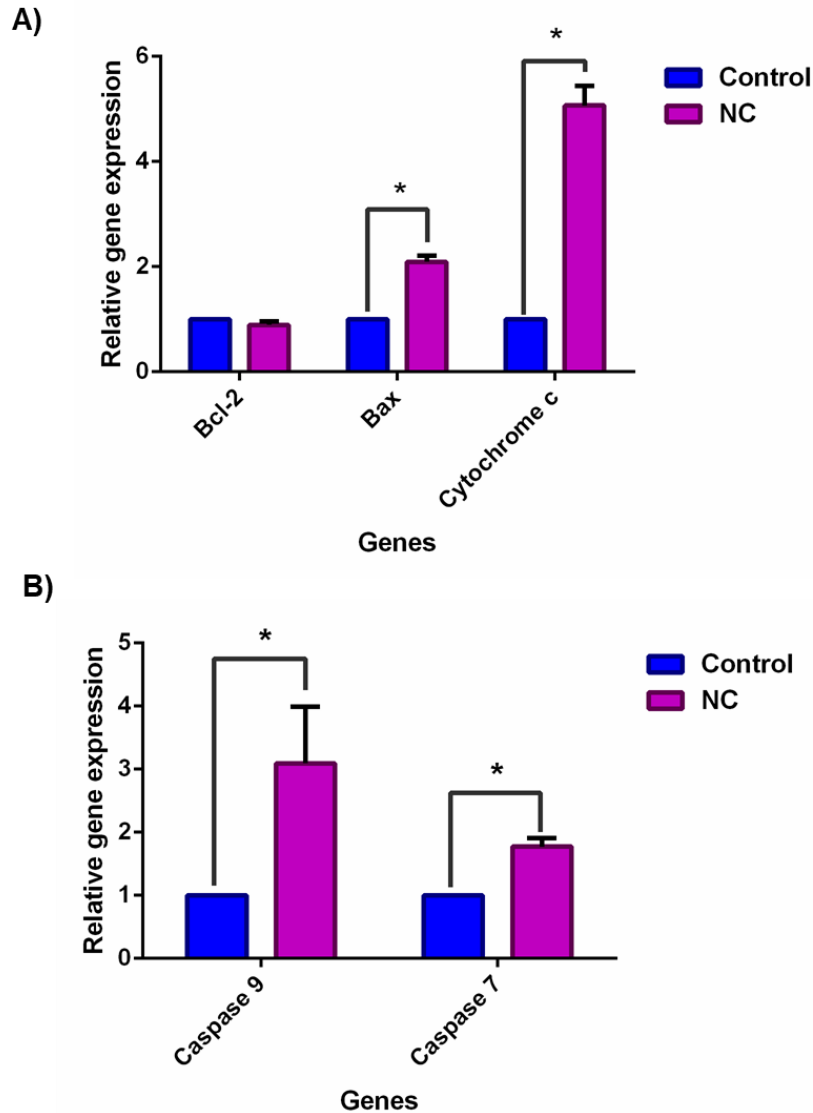 A)
Relative gene expression
6
4
2
0
*
*
Control
NC
Bcl-2
Bax
Cytochrome c
Genes
B)
Relative gene expression
5
4
3
2
1
0
*
*
Control
NC
Caspase 9
Caspase 7
Genes